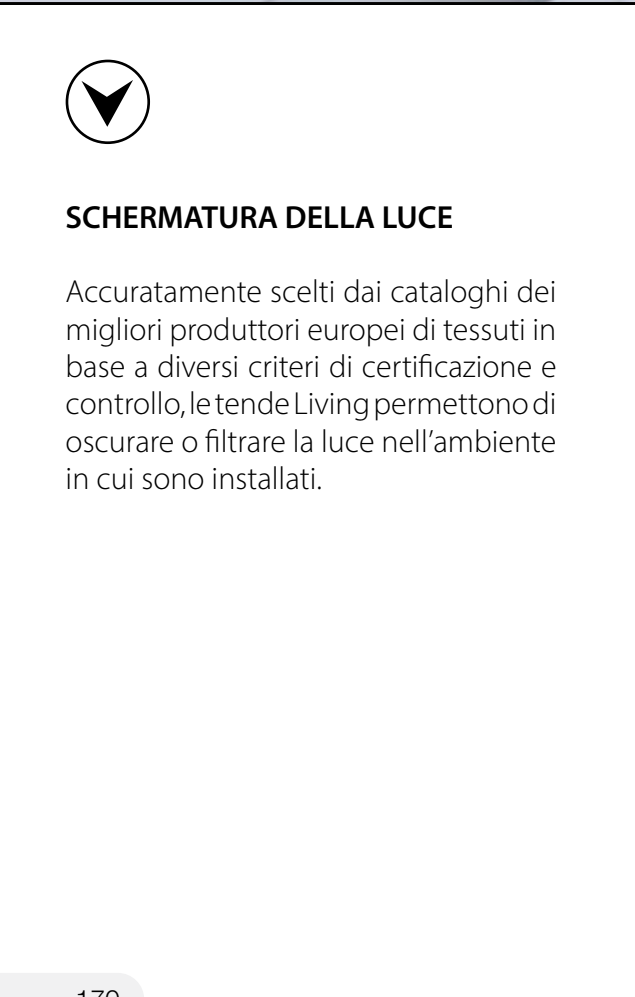 SCHERMATURA DELLA LUCE
Accuratamente scelti dai cataloghi dei
migliori produttori europei di tessuti in
base a diversi criteri di certificazione e
controllo, le tende Living permettono di
oscurare o filtrare la luce nell’ambiente
in cui sono installati.